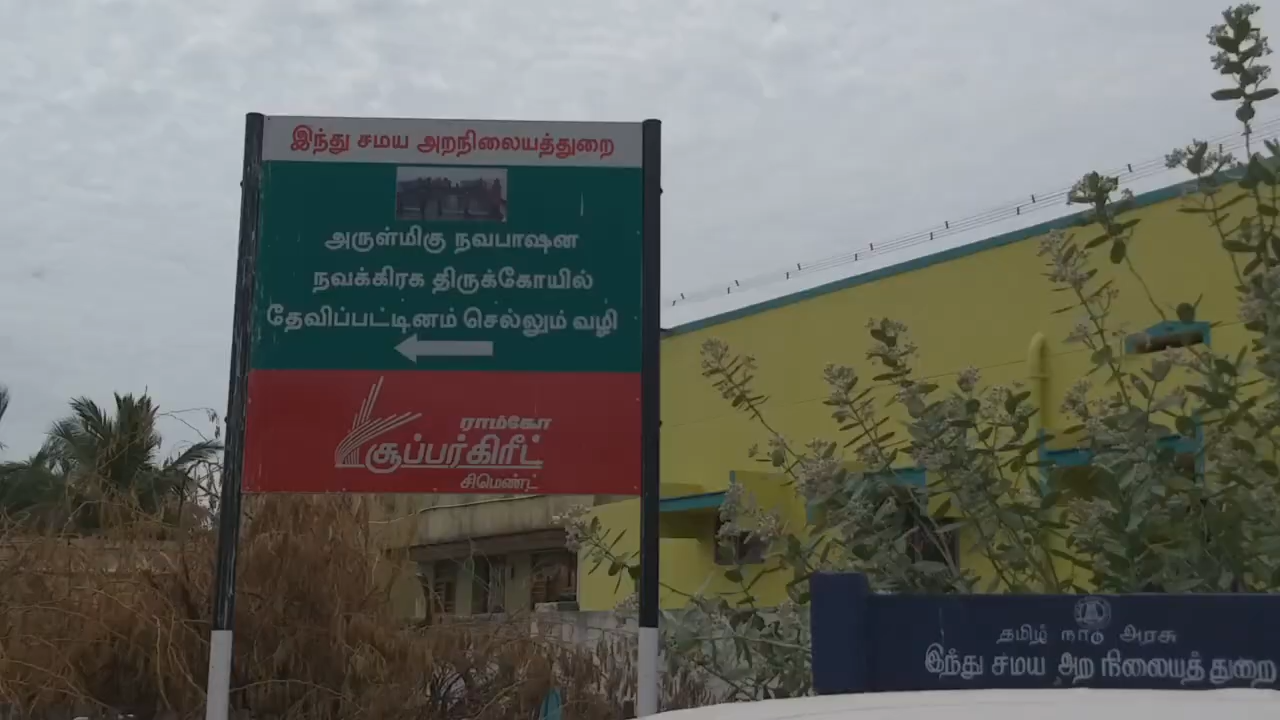 இந்து சமய அறநிலையத்துறை
அருள்மிகு நவபாஷன
நவக்கிரக திருக்கோயில்
தேவிப்பட்டினம் செல்லும் வழி
ராம்கோ
சூப்பர்கிரீட்
சிமெண்ட்
தமிழ் நாடு அரசு
இந்து சமய அற நிலையத் துறை